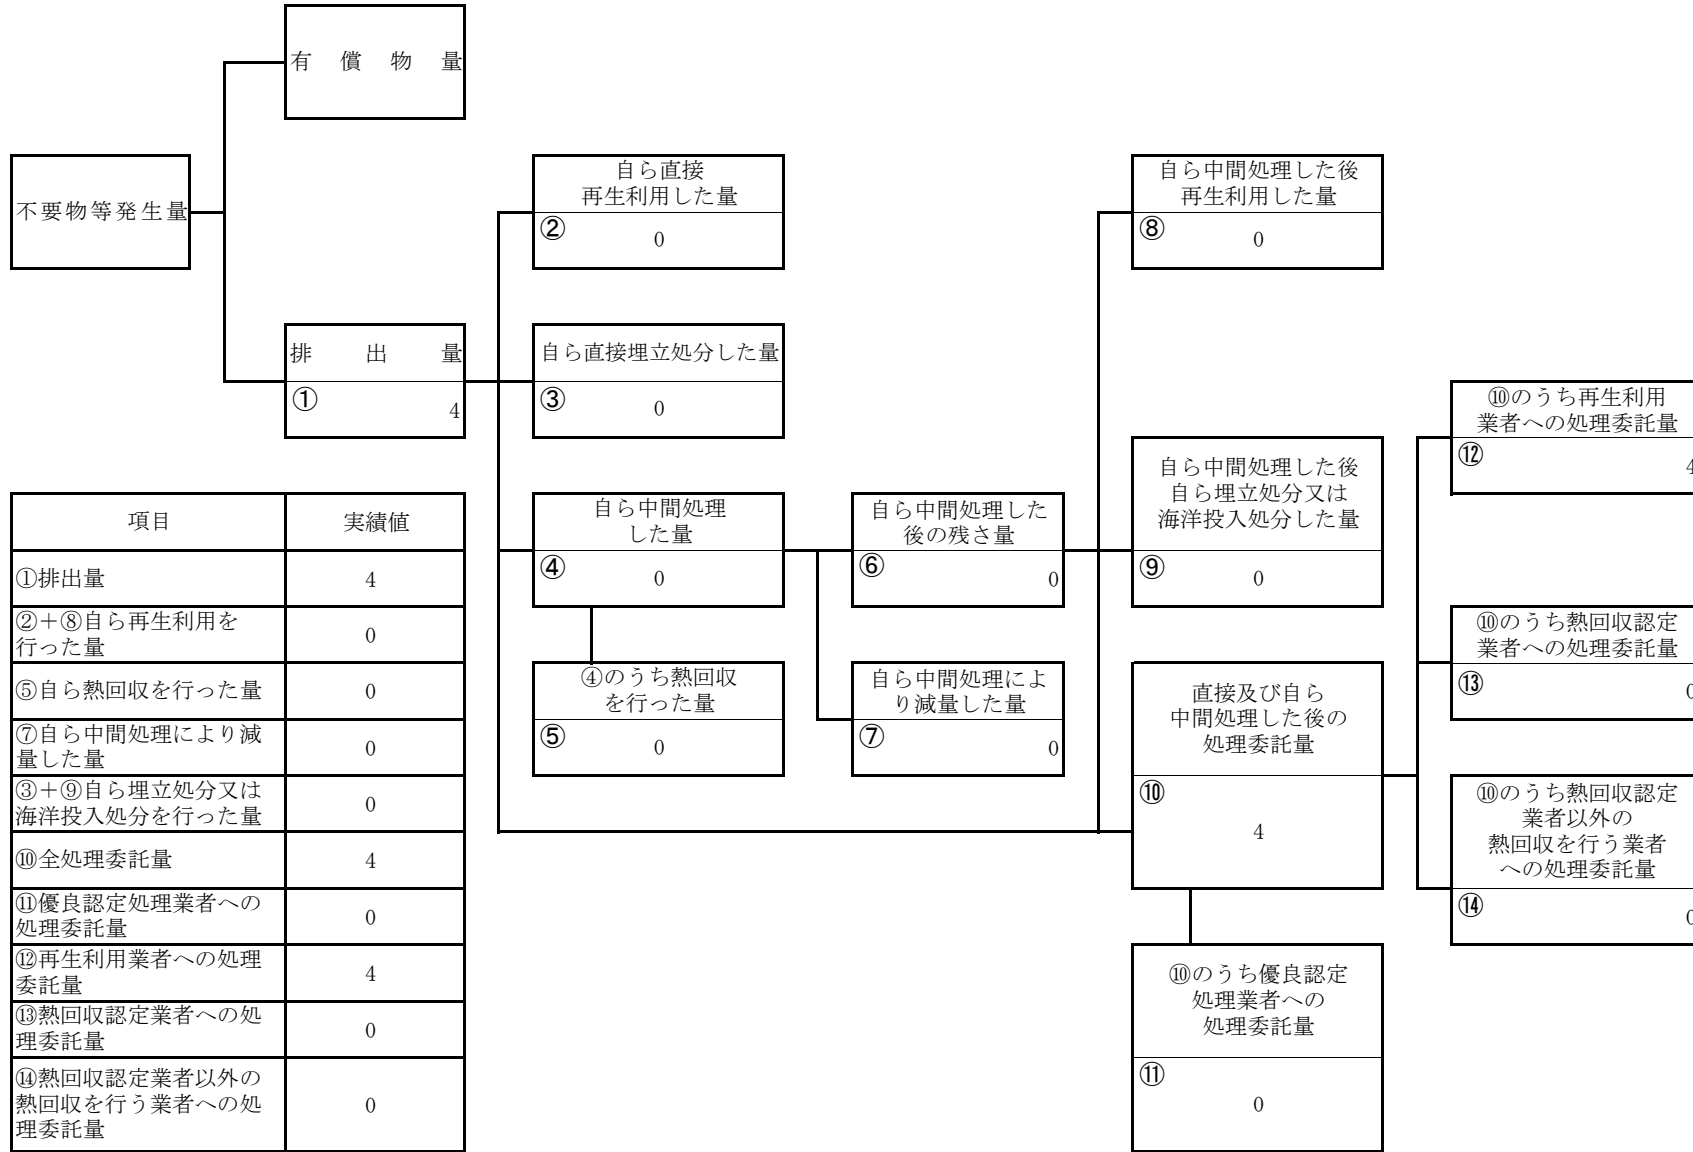 有償物量
不要物等発生量
排出量
①
4
自ら直接
再生利用した量
②
0
自ら直接埋立処分した量
③
0
自ら中間処理
した量
④
0
④のうち熱回収
を行った量
⑤
0
自ら中間処理した
後の残さ量
⑥
0
自ら中間処理によ
り減量した量
⑦
0
自ら中間処理した後
再生利用した量
⑧
0
自ら中間処理した後
自ら埋立処分又は
海洋投入処分した量
⑨
0
直接及び自ら
中間処理した後の
処理委託量
⑩
4
⑩のうち優良認定
処理業者への
処理委託量
⑪
0
⑩のうち再生利用
業者への処理委託量
⑫
4
⑩のうち熱回収認定
業者への処理委託量
⑬
0
⑩のうち熱回収認定
業者以外の
熱回収を行う業者
への処理委託量
⑭
0
項目 実績値
①排出量 4
②＋⑧自ら再生利用を
行った量 0
⑤自ら熱回収を行った量 0
⑦自ら中間処理により減
量した量 0
③＋⑨自ら埋立処分又は
海洋投入処分を行った量 0
⑩全処理委託量 4
⑪優良認定処理業者への
処理委託量 0
⑫再生利用業者への処理
委託量 4
⑬熱回収認定業者への処
理委託量 0
⑭熱回収認定業者以外の
熱回収を行う業者への処
理委託量 0